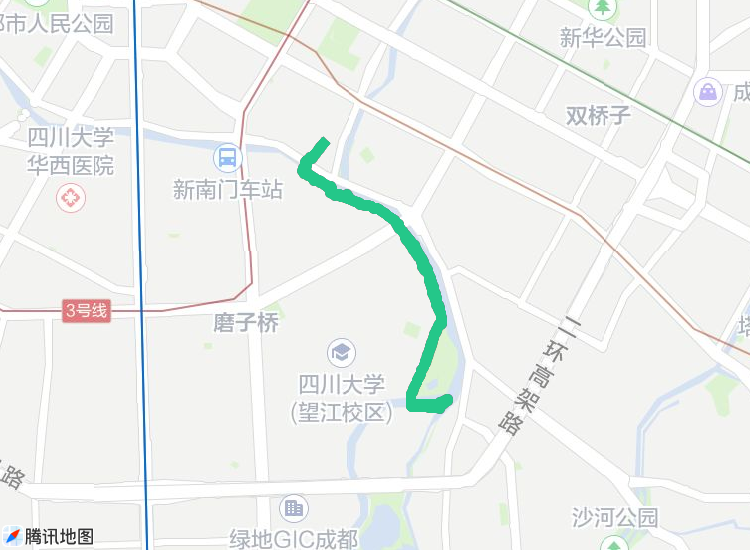 都市人民公园
新华公园
成
双桥子
四川大学
华西医院
新南门车站
3号线
磨子桥
塔
二环高架路
四川大学
(望江校区)
路
沙河公园
绿地GIC成都
腾讯地图